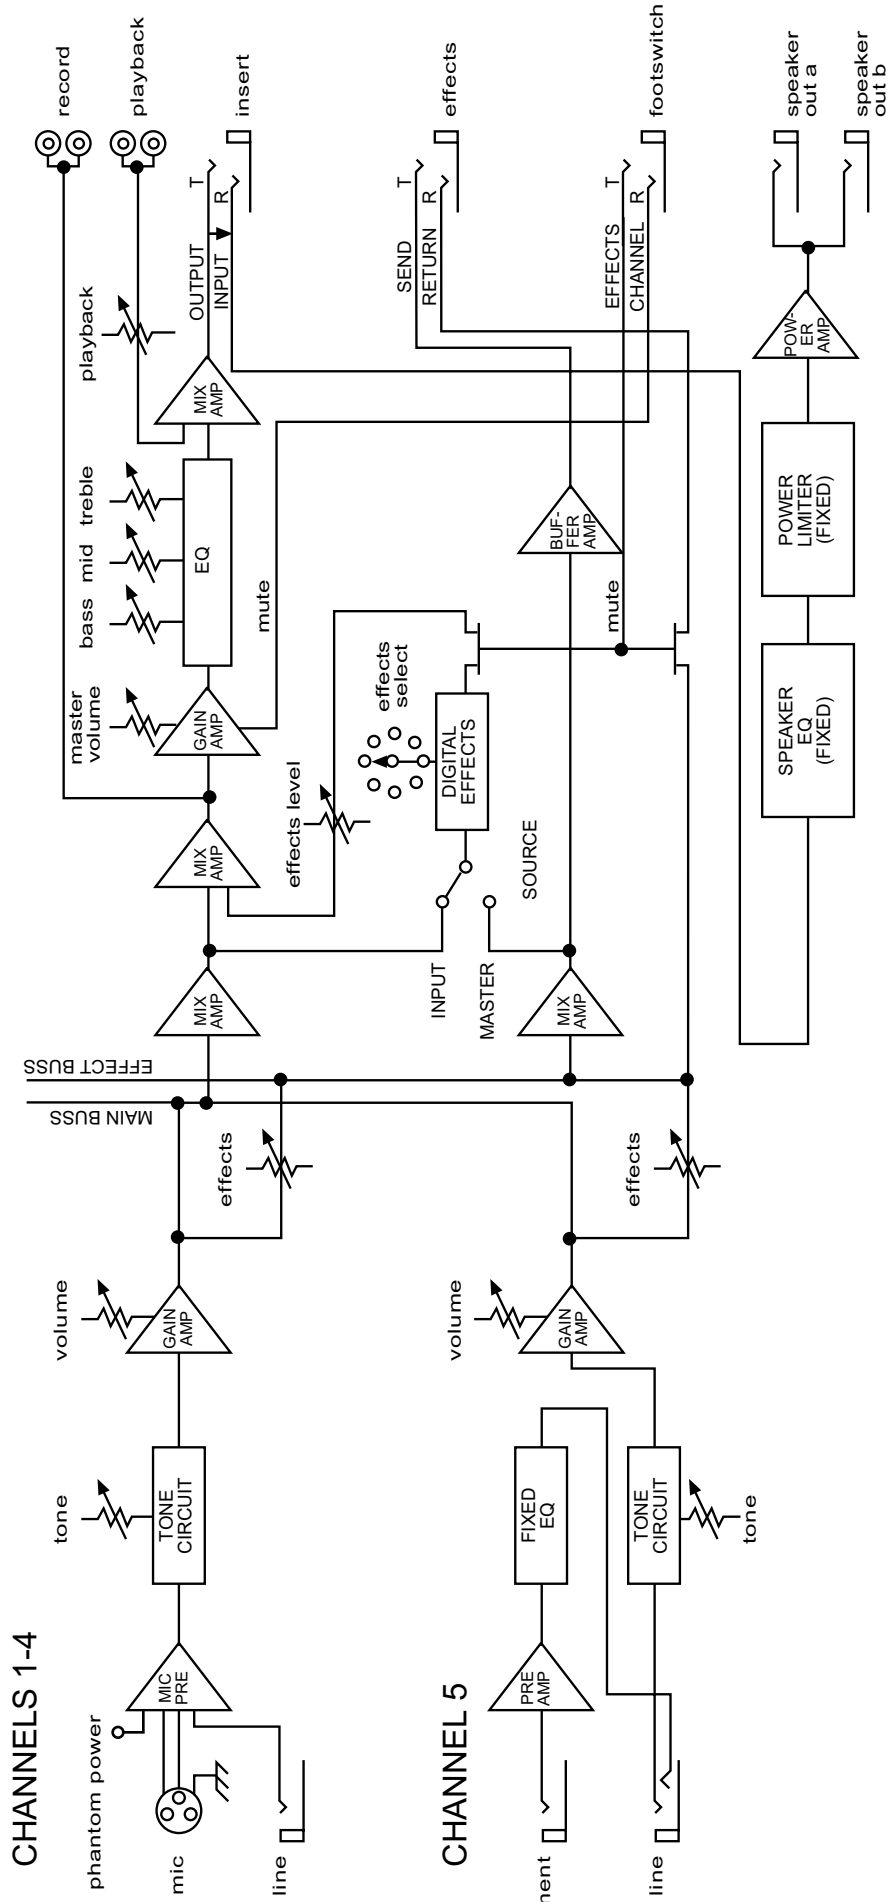 CHANNELS 1-4
phantom power
mic
line
MIC
PRE
tone
TONE
CIRCUIT
volume
GAIN
AMP
effects
MAIN BUSS
EFFECT BUSS
MIX
AMP
MIX
AMP
master
volume
GAIN
AMP
mute
bass
mid
treble
EQ
MIX
AMP
playback
OUTPUT
INPUT
T
R
record
playback
insert
CHANNEL 5
line
PRE
AMP
FIXED
EQ
TONE
CIRCUIT
tone
volume
GAIN
AMP
effects
MIX
AMP
INPUT
MASTER
SOURCE
effects level
DIGITAL
EFFECTS
effects
select
mute
BUF-
FER
AMP
SEND
RETURN
T
R
effects
EFFECTS
CHANNEL
T
R
footswitch
SPEAKER
EQ
(FIXED)
POWER
LIMITER
(FIXED)
POW-
ER
AMP
speaker
out a
speaker
out b